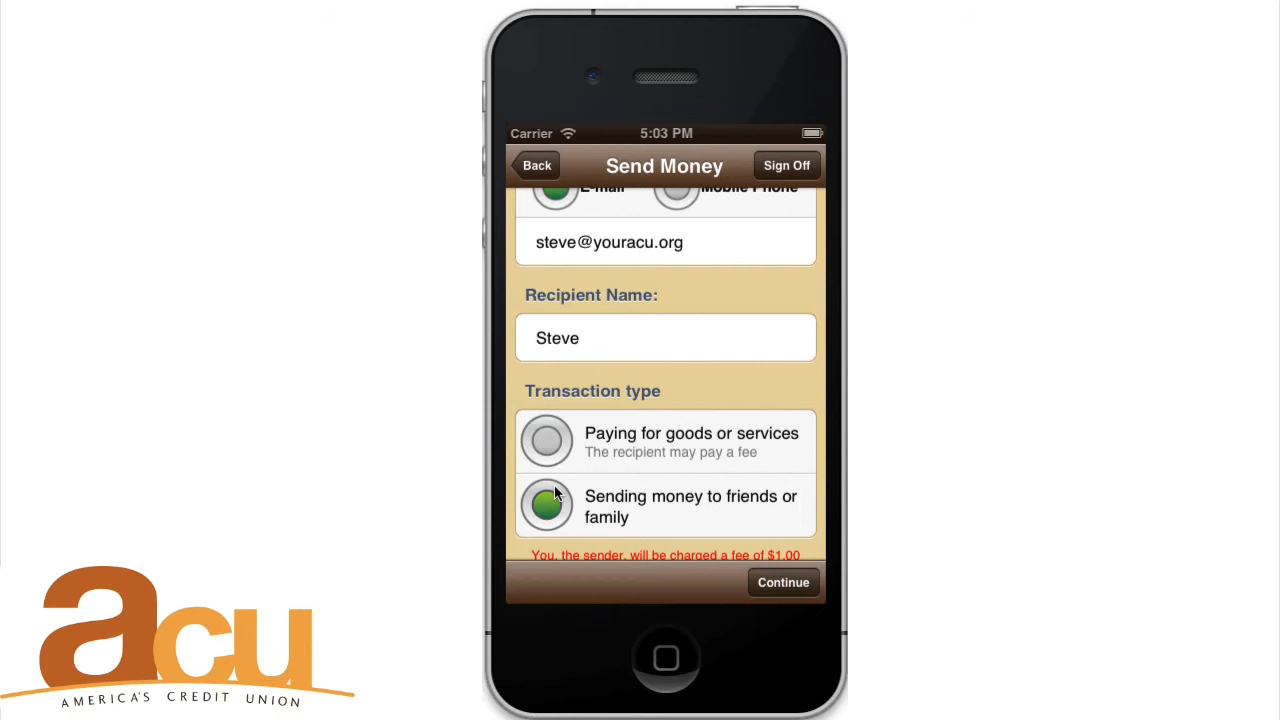 Carrier 5:03 PM
Back Send Money Sign Off
E-mail Mobile Phone
steve@youracu.org
Recipient Name:
Steve
Transaction type
Paying for goods or services
The recipient may pay a fee
Sending money to friends or
family
You, the sender, will be charged a fee of $1.00
Continue
acu
AMERICA'S CREDIT UNION